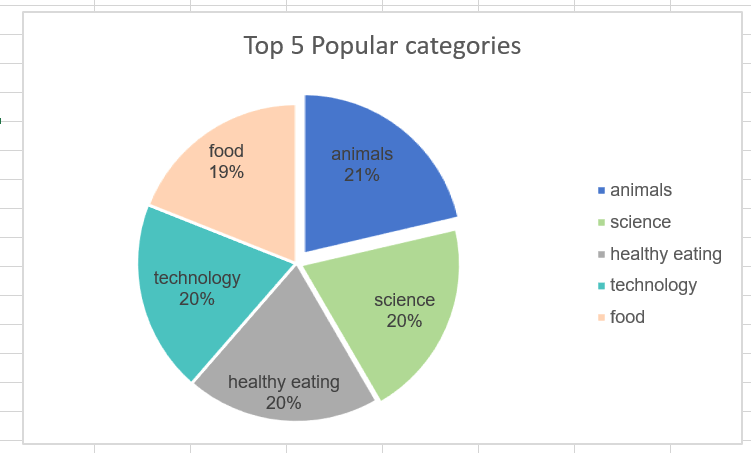 Top 5 Popular categories
food
19%
animals
21%
technology
20%
science
20%
healthy eating
20%
animals
science
healthy eating
technology
food